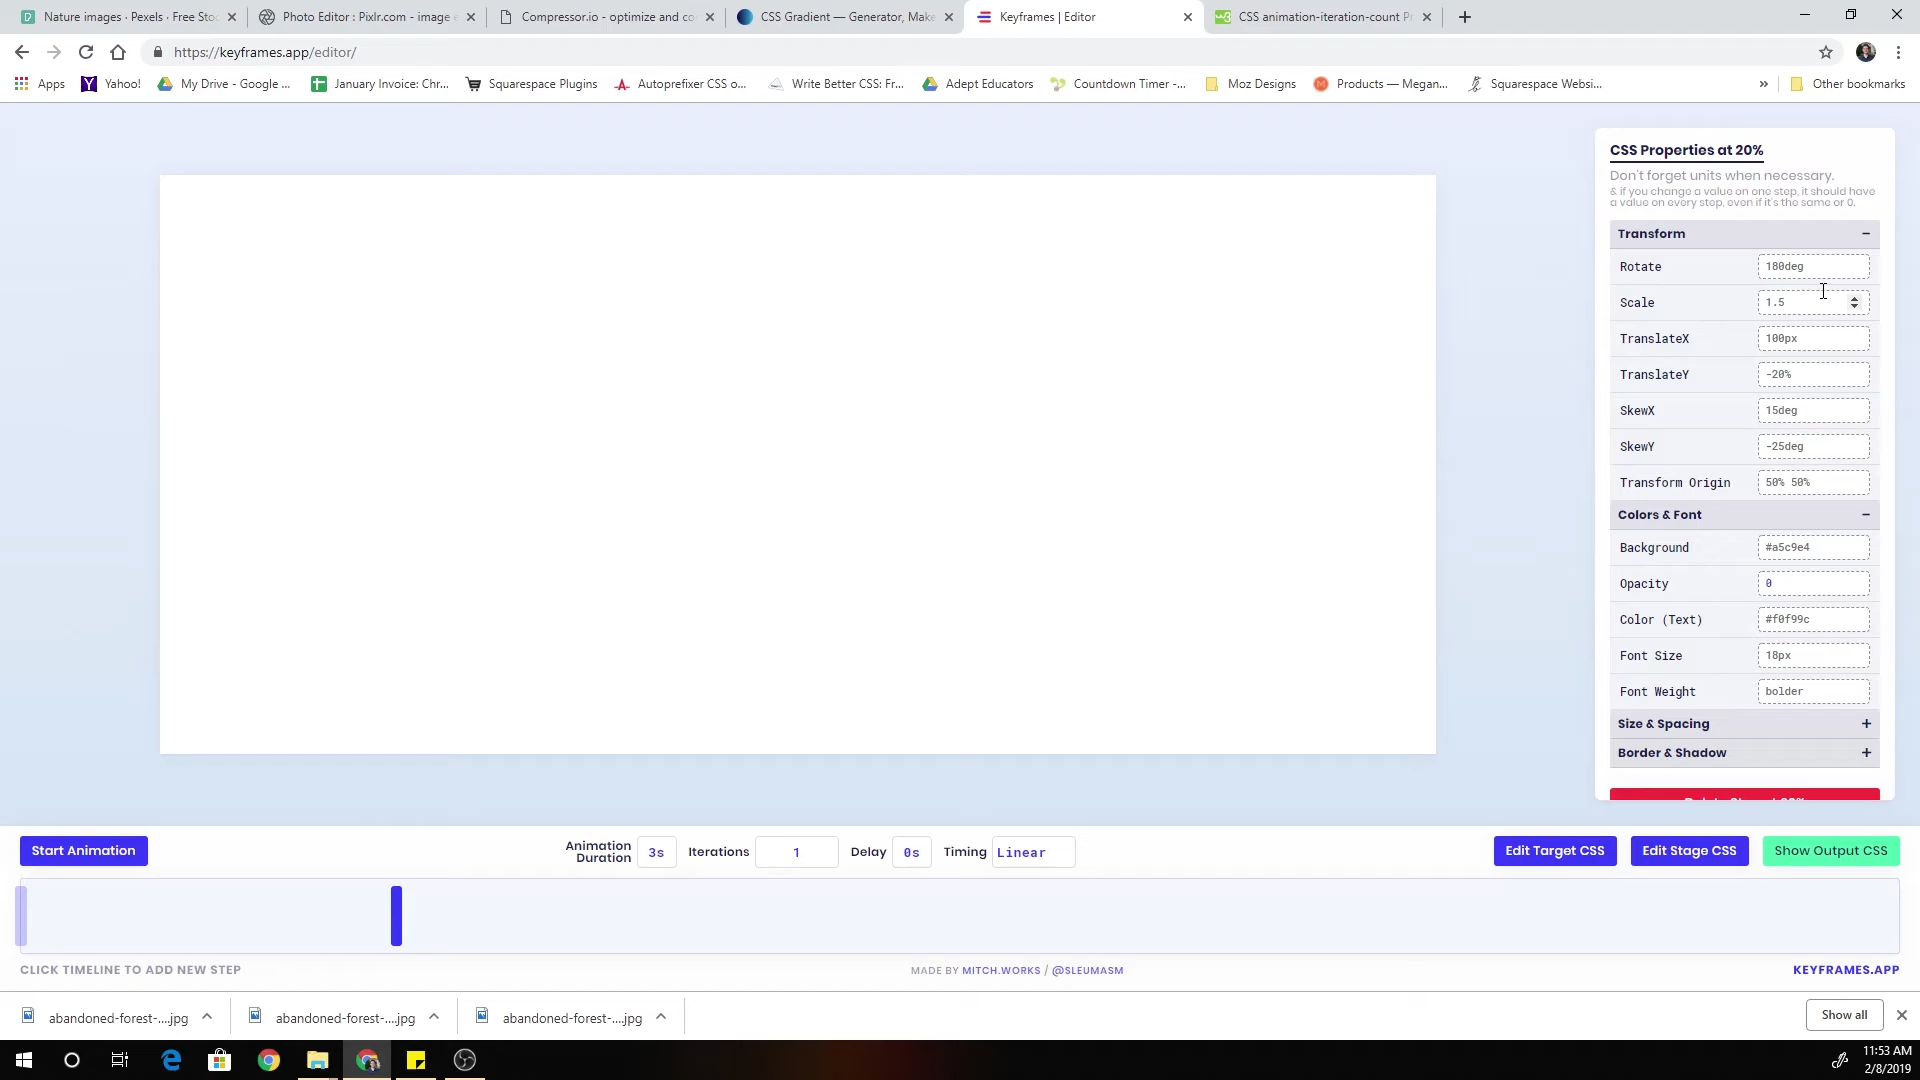 Nature images · Pexels · Free Stoc
Photo Editor : Pixlr.com - image e
Compressor.io - optimize and co
CSS Gradient — Generator, Make
Keyframes | Editor
CSS animation-iteration-count P
https://keyframes.app/editor/
Apps
Yahoo!
My Drive - Google ...
January Invoice: Chr...
Squarespace Plugins
Autoprefixer CSS o...
Write Better CSS: Fr...
Adept Educators
Countdown Timer -...
Moz Designs
Products — Megan...
Squarespace Websi...
»
Other bookmarks
CSS Properties at 20%
Don't forget units when necessary.
& if you change a value on one step, it should have
a value on every step, even if it's the same or 0.
Transform −
Rotate 180deg
Scale 1.5
TranslateX 100px
TranslateY -20%
SkewX 15deg
SkewY -25deg
Transform Origin 50% 50%
Colors & Font −
Background #a5c9e4
Opacity 0
Color (Text) #f0f99c
Font Size 18px
Font Weight bolder
Size & Spacing +
Border & Shadow +
Start Animation
Animation
Duration
3s
Iterations 1
Delay 0s
Timing Linear
Edit Target CSS
Edit Stage CSS
Show Output CSS
CLICK TIMELINE TO ADD NEW STEP
MADE BY MITCH.WORKS / @SLEUMASM
KEYFRAMES.APP
abandoned-forest-....jpg
abandoned-forest-....jpg
abandoned-forest-....jpg
Show all
11:53 AM
2/8/2019